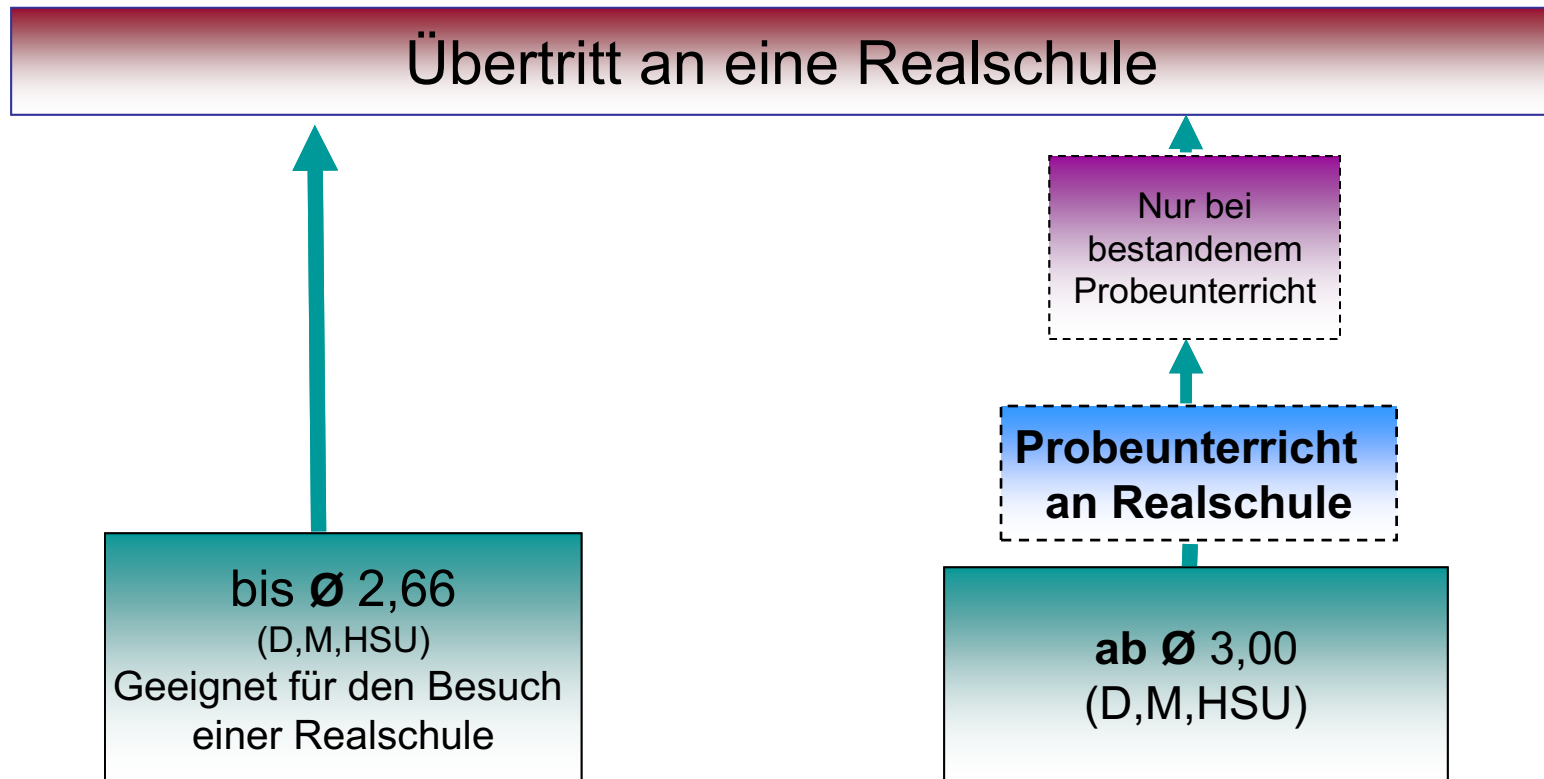 Übertritt an eine Realschule
Nur bei
bestandenem
Probeunterricht
Probeunterricht
an Realschule
bis Ø 2,66
(D,M,HSU)
Geeignet für den Besuch
einer Realschule
ab Ø 3,00
(D,M,HSU)